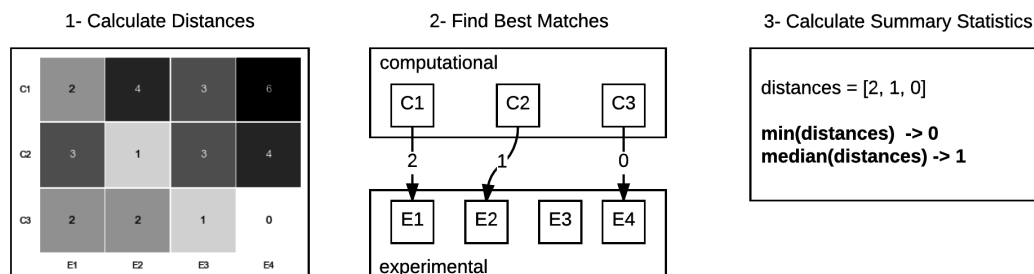 1- Calculate Distances
2- Find Best Matches
3- Calculate Summary Statistics
C1 2 4 3 6
C2 3 1 3 4
C3 2 2 1 0
E1 E2 E3 E4
computational
C1 C2 C3
2 1 0
E1 E2 E3 E4
experimental
distances = [2, 1, 0]
min(distances) -> 0
median(distances) -> 1